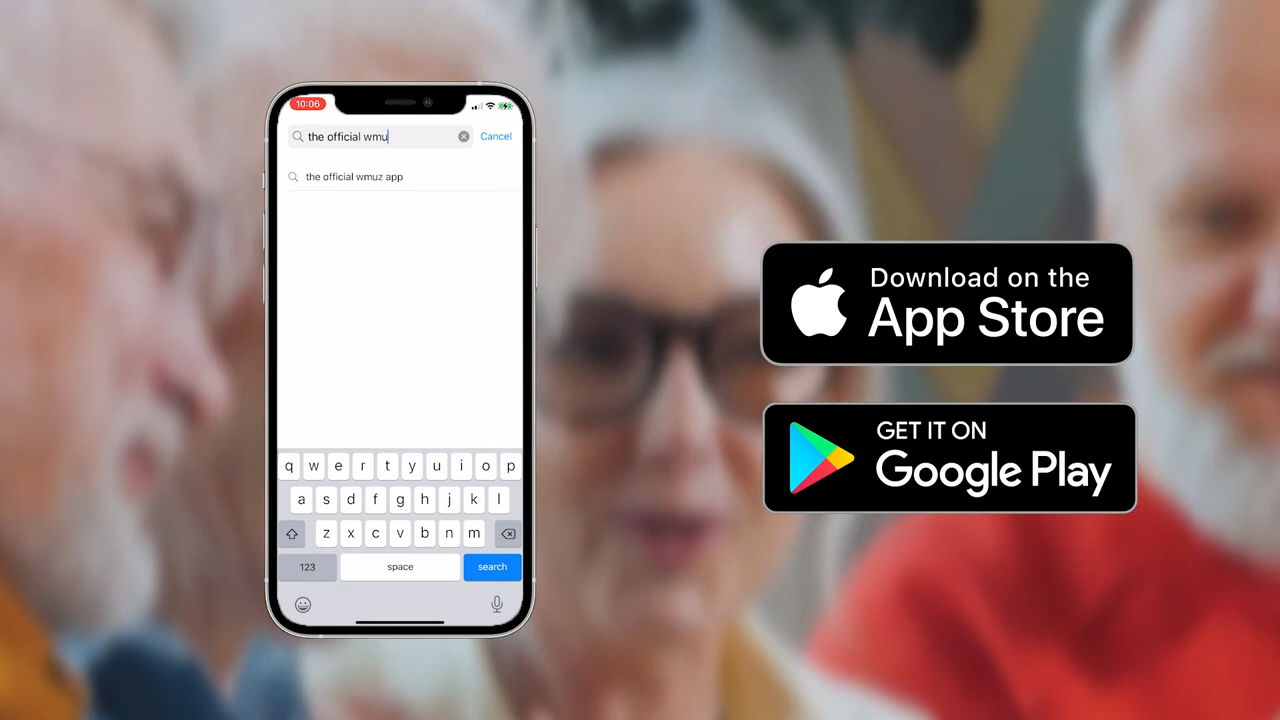 10:06
the official wmu
Cancel
the official wmuz app
q w e r t y u i o p
a s d f g h j k l
z x c v b n m
123 space search
Download on the
App Store
GET IT ON
Google Play